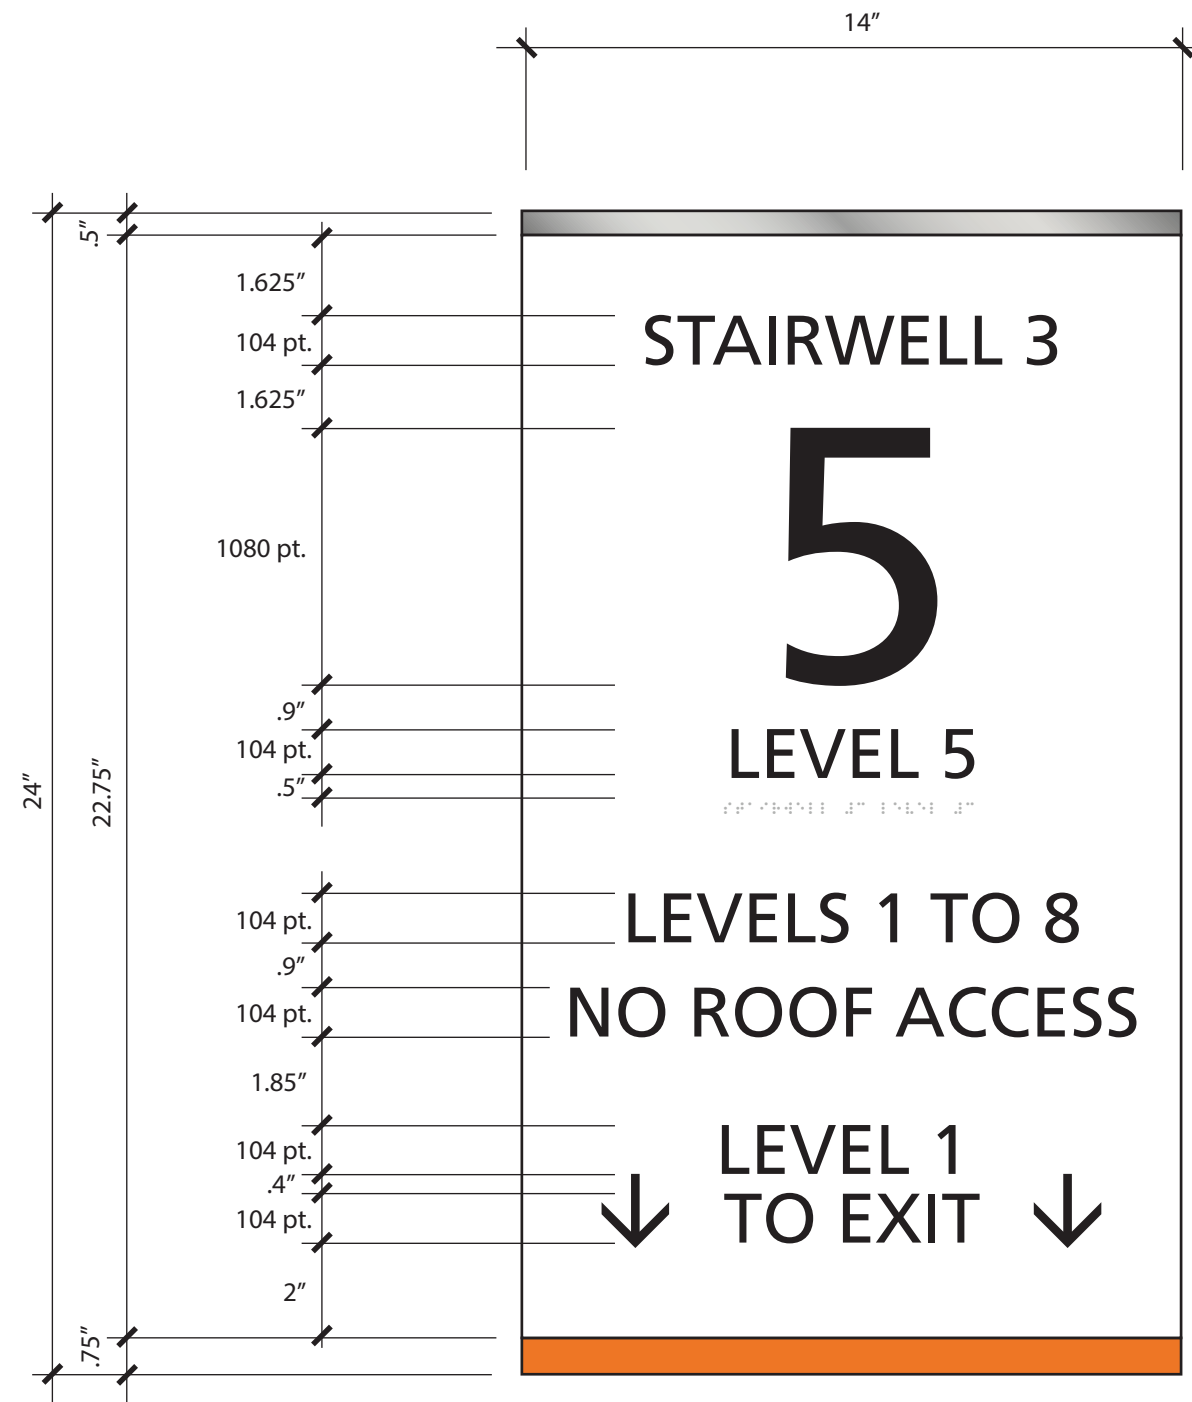 14”
.5”
1.625”
104 pt.
1.625”
1080 pt.
.9”
104 pt.
.5”
24”
22.75”
104 pt.
.9”
104 pt.
1.85”
104 pt.
.4”
104 pt.
2”
.75”
STAIRWELL 3
5
LEVEL 5
LEVELS 1 TO 8
NO ROOF ACCESS
LEVEL 1
↓ TO EXIT ↓